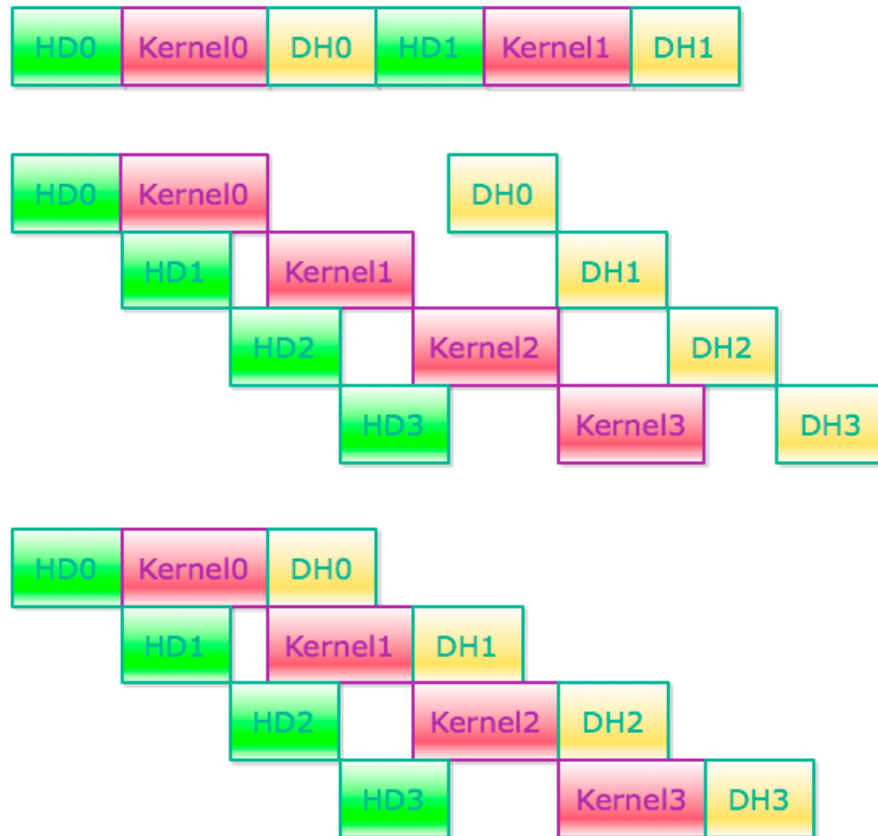 HD0 Kernel0 DH0 HD1 Kernel1 DH1
HD0 Kernel0 DH0
HD1 Kernel1 DH1
HD2 Kernel2 DH2
HD3 Kernel3 DH3
HD0 Kernel0 DH0
HD1 Kernel1 DH1
HD2 Kernel2 DH2
HD3 Kernel3 DH3